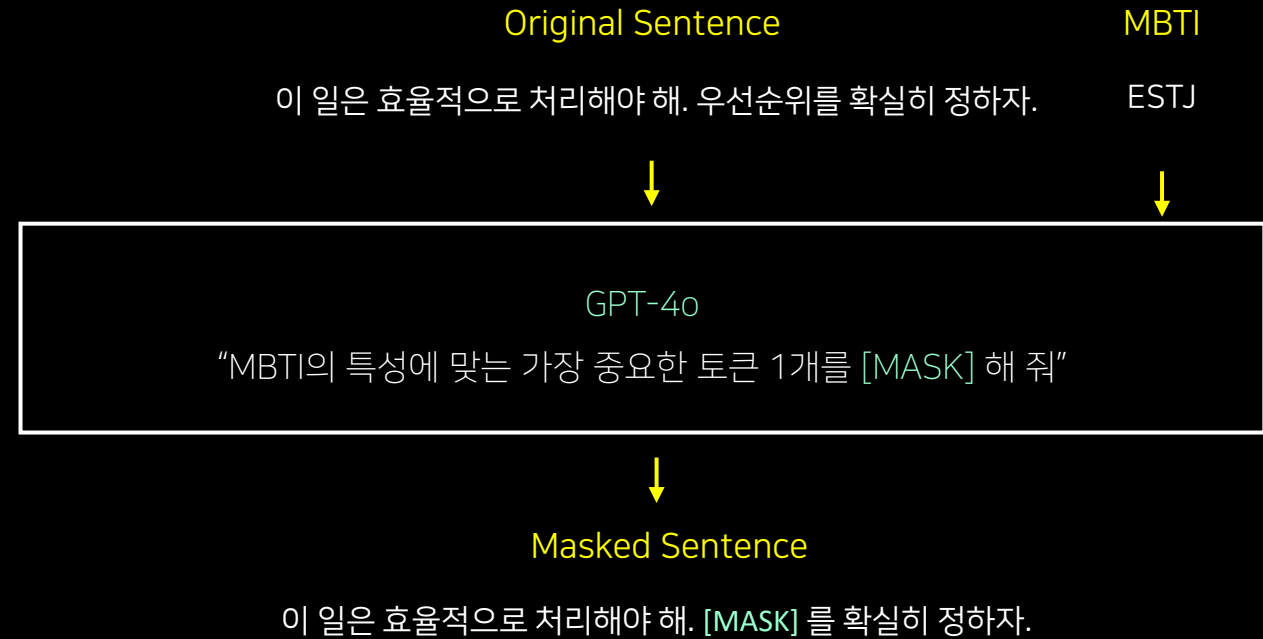 Original Sentence MBTI
이 일은 효율적으로 처리해야 해. 우선순위를 확실히 정하자. ESTJ
GPT-4o
“MBTI의 특성에 맞는 가장 중요한 토큰 1개를 [MASK] 해 줘”
Masked Sentence
이 일은 효율적으로 처리해야 해. [MASK] 를 확실히 정하자.